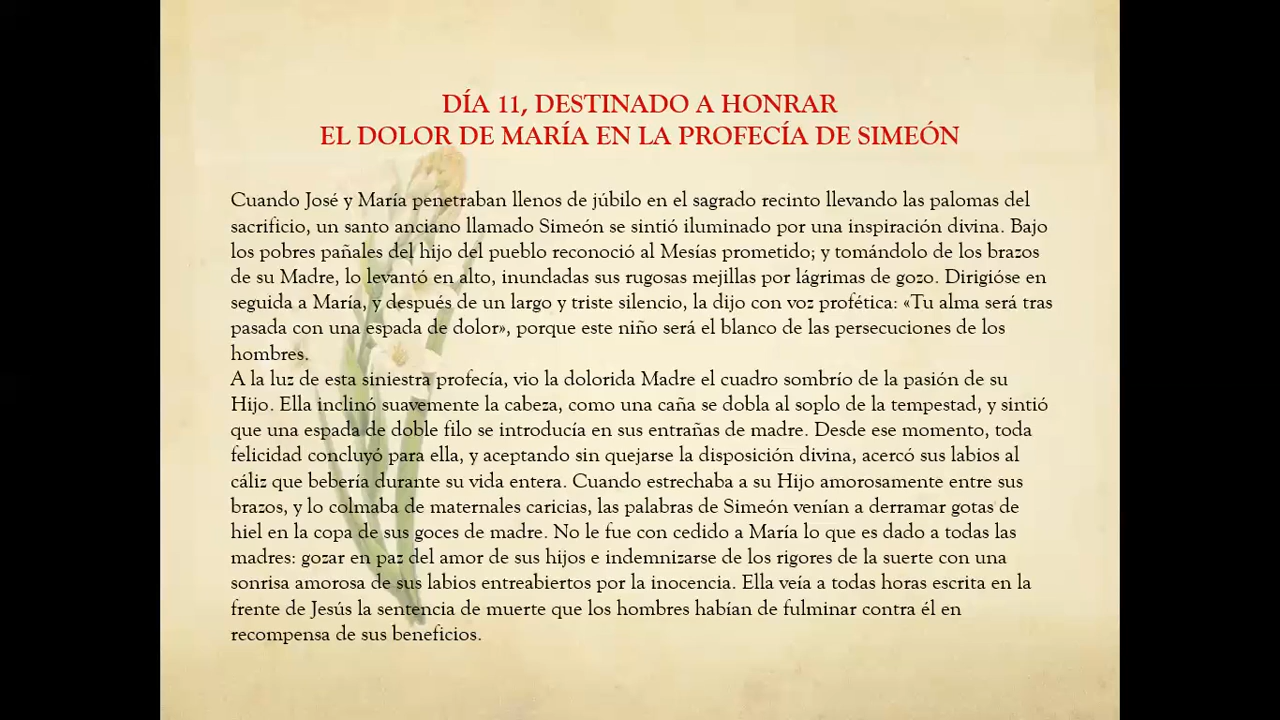 DÍA 11, DESTINADO A HONRAR
EL DOLOR DE MARÍA EN LA PROFECÍA DE SIMEÓN
Cuando José y María penetraban llenos de júbilo en el sagrado recinto llevando las palomas del
sacrificio, un santo anciano llamado Simeón se sintió iluminado por una inspiración divina. Bajo
los pobres pañales del hijo del pueblo reconoció al Mesías prometido; y tomándolo de los brazos
de su Madre, lo levantó en alto, inundadas sus rugosas mejillas por lágrimas de gozo. Dirigióse en
seguida a María, y después de un largo y triste silencio, la dijo con voz profética: «Tu alma será tras
pasada con una espada de dolor», porque este niño será el blanco de las persecuciones de los
hombres.
A la luz de esta siniestra profecía, vio la dolorida Madre el cuadro sombrío de la pasión de su
Hijo. Ella inclinó suavemente la cabeza, como una caña se dobla al soplo de la tempestad, y sintió
que una espada de doble filo se introducía en sus entrañas de madre. Desde ese momento, toda
felicidad concluyó para ella, y aceptando sin quejarse la disposición divina, acercó sus labios al
cáliz que bebería durante su vida entera. Cuando estrechaba a su Hijo amorosamente entre sus
brazos, y lo colmaba de maternales caricias, las palabras de Simeón venían a derramar gotas de
hiel en la copa de sus goces de madre. No le fue con cedido a María lo que es dado a todas las
madres: gozar en paz del amor de sus hijos e indemnizarse de los rigores de la suerte con una
sonrisa amorosa de sus labios entreabiertos por la inocencia. Ella veía a todas horas escrita en la
frente de Jesús la sentencia de muerte que los hombres habían de fulminar contra él en
recompensa de sus beneficios.